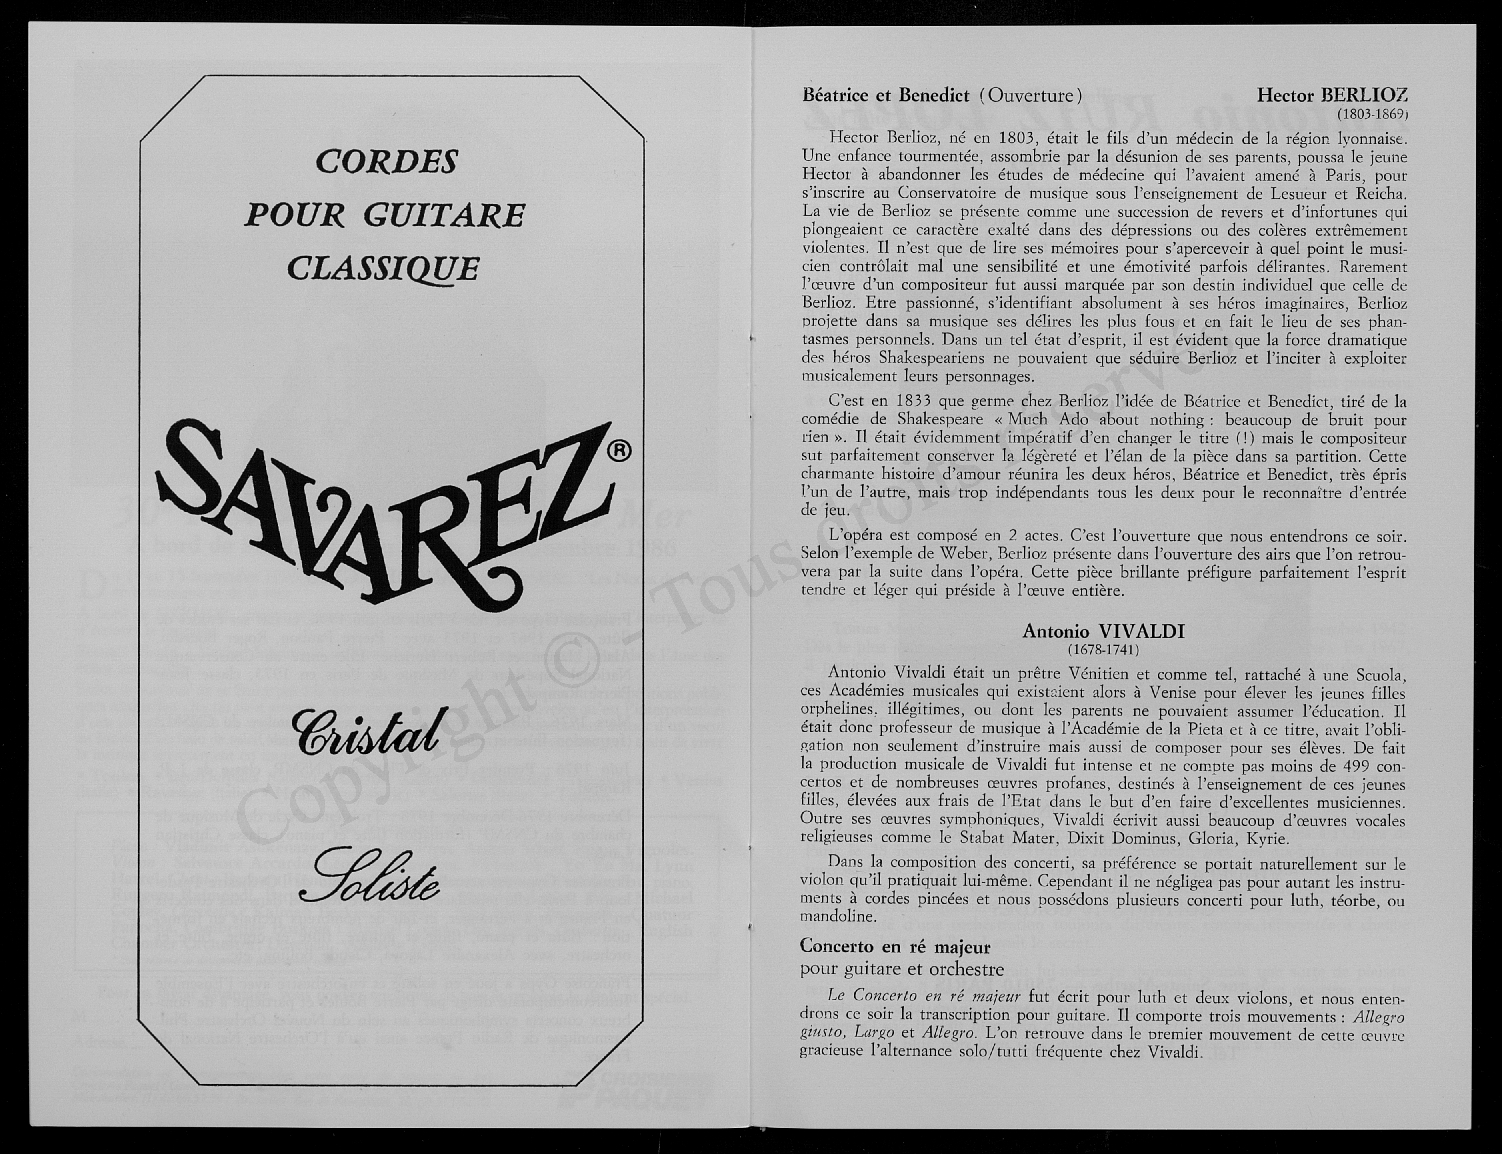 CORDES
POUR GUITARE
CLASSIQUE
SAVAREZ®
Cristal
Soliste
Béatrice et Benedict (Ouverture) Hector BERLIOZ
(1803-1869)
Hector Berlioz, né en 1803, était le fils d'un médecin de la région lyonnaise.
Une enfance tourmentée, assombrie par la désunion de ses parents, poussa le jeune
Hector à abandonner les études de médecine qui l'avaient amené à Paris, pour
s'inscrire au Conservatoire de musique sous l'enseignement de Lesueur et Reicha.
La vie de Berlioz se présente comme une succession de revers et d'infortunes qui
plongeaient ce caractère exalté dans des dépressions ou des colères extrêmement
violentes. Il n'est que de lire ses mémoires pour s'apercevoir à quel point le musi-
cien contrôlait mal une sensibilité et une émotivité parfois délirantes. Rarement
l'œuvre d'un compositeur fut aussi marquée par son destin individuel que celle de
Berlioz. Etre passionné, s'identifiant absolument à ses héros imaginaires, Berlioz
projette dans sa musique ses délires les plus fous et en fait le lieu de ses phan-
tasmes personnels. Dans un tel état d'esprit, il est évident que la force dramatique
des héros Shakespeariens ne pouvaient que séduire Berlioz et l'inciter à exploiter
musicalement leurs personnages.
C'est en 1833 que germe chez Berlioz l'idée de Béatrice et Benedict, tiré de la
comédie de Shakespeare « Much Ado about nothing : beaucoup de bruit pour
rien ». Il était évidemment impératif d'en changer le titre (!) mais le compositeur
sut parfaitement conserver la légèreté et l'élan de la pièce dans sa partition. Cette
charmante histoire d'amour réunira les deux héros, Béatrice et Benedict, très épris
l'un de l'autre, mais trop indépendants tous les deux pour le reconnaître d'entrée
de jeu.
L'opéra est composé en 2 actes. C'est l'ouverture que nous entendrons ce soir.
Selon l'exemple de Weber, Berlioz présente dans l'ouverture des airs que l'on retrou-
vera par la suite dans l'opéra. Cette pièce brillante préfigure parfaitement l'esprit
tendre et léger qui préside à l'œuve entière.
Antonio VIVALDI
(1678-1741)
Antonio Vivaldi était un prêtre Vénitien et comme tel, rattaché à une Scuola,
ces Académies musicales qui existaient alors à Venise pour élever les jeunes filles
orphelines, illégitimes, ou dont les parents ne pouvaient assumer l'éducation. Il
était donc professeur de musique à l'Académie de la Pieta et à ce titre, avait l'obli-
gation non seulement d'instruire mais aussi de composer pour ses élèves. De fait
la production musicale de Vivaldi fut intense et ne compte pas moins de 499 con-
certos et de nombreuses œuvres profanes, destinés à l'enseignement de ces jeunes
filles, élevées aux frais de l'Etat dans le but d'en faire d'excellentes musiciennes.
Outre ses œuvres symphoniques, Vivaldi écrivit aussi beaucoup d'œuvres vocales
religieuses comme le Stabat Mater, Dixit Dominus, Gloria, Kyrie.
Dans la composition des concerti, sa préférence se portait naturellement sur le
violon qu'il pratiquait lui-même. Cependant il ne négligea pas pour autant les instru-
ments à cordes pincées et nous possédons plusieurs concerti pour luth, téorbe, ou
mandoline.
Concerto en ré majeur
pour guitare et orchestre
Le Concerto en ré majeur fut écrit pour luth et deux violons, et nous enten-
drons ce soir la transcription pour guitare. Il comporte trois mouvements : Allegro
giusto, Largo et Allegro. L'on retrouve dans le premier mouvement de cette œuvre
gracieuse l'alternance solo/tutti fréquente chez Vivaldi.
Copyright © - Tous droits réservés